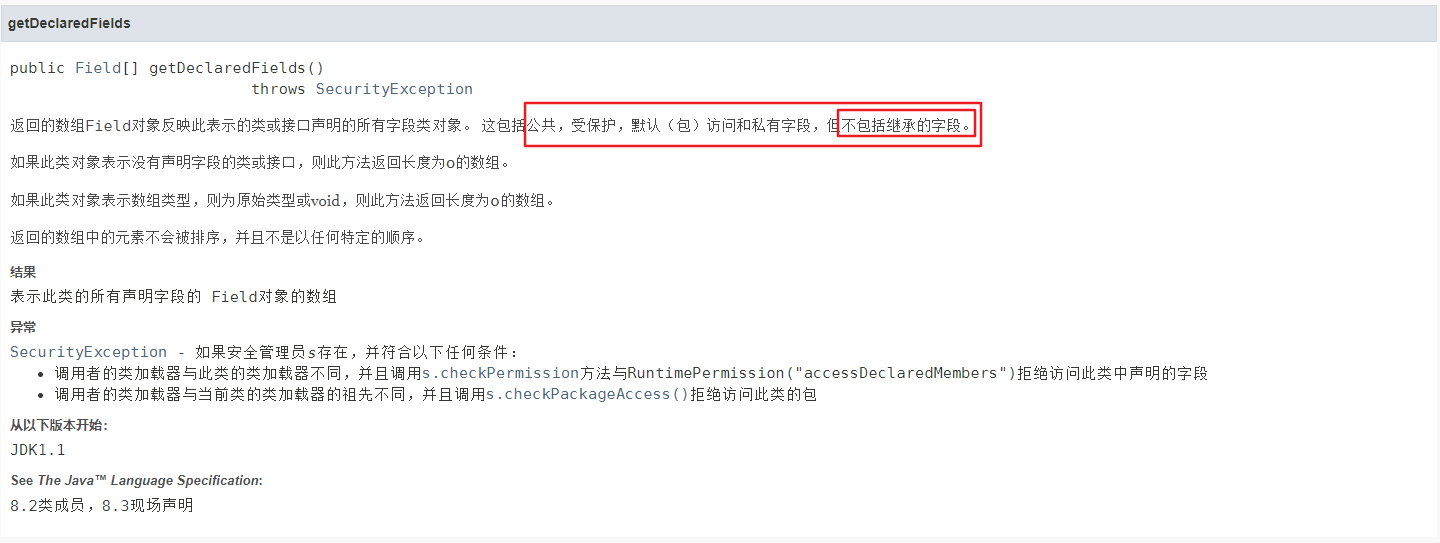 getDeclaredFields
public Field[] getDeclaredFields()
throws SecurityException
返回的数组Field对象反映此表示的类或接口声明的所有字段类对象。 这包括公共，受保护，默认（包）访问和私有字段，但不包括继承的字段。
如果此类对象表示没有声明字段的类或接口，则此方法返回长度为0的数组。
如果此类对象表示数组类型，则为原始类型或void，则此方法返回长度为0的数组。
返回的数组中的元素不会被排序，并且不是以任何特定的顺序。
结果
表示此类的所有声明字段的 Field对象的数组
异常
SecurityException - 如果安全管理员s存在，并符合以下任何条件：
• 调用者的类加载器与此类的类加载器不同，并且调用s.checkPermission方法与RuntimePermission("accessDeclaredMembers")拒绝访问此类中声明的字段
• 调用者的类加载器与当前类的类加载器的祖先不同，并且调用s.checkPackageAccess()拒绝访问此类的包
从以下版本开始：
JDK1.1
See The Java™ Language Specification:
8.2类成员，8.3现场声明